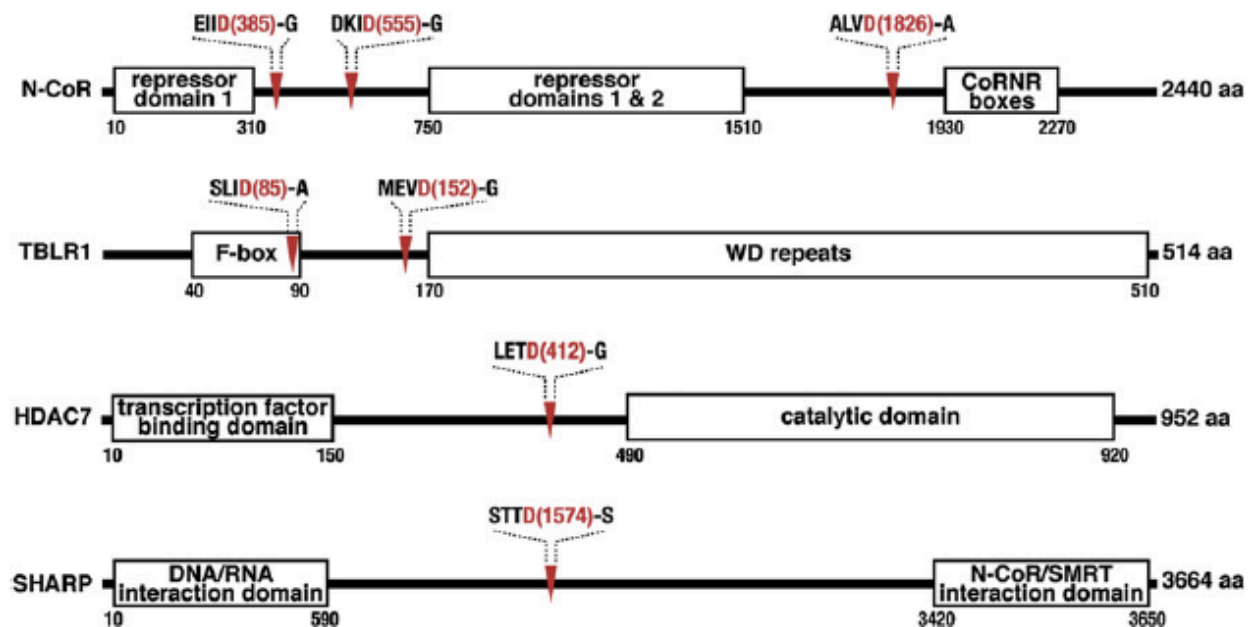 EIID(385)-G DKID(555)-G ALVD(1826)-A
N-CoR repressor domain 1 repressor domains 1 & 2 CoRNR boxes 2440 aa
10 310 750 1510 1930 2270
SLID(85)-A MEVD(152)-G
TBLR1 F-box WD repeats 514 aa
40 90 170 510
LETD(412)-G
HDAC7 transcription factor binding domain catalytic domain 952 aa
10 150 490 920
STTD(1574)-S
SHARP DNA/RNA interaction domain N-CoR/SMRT interaction domain 3664 aa
10 590 3420 3650